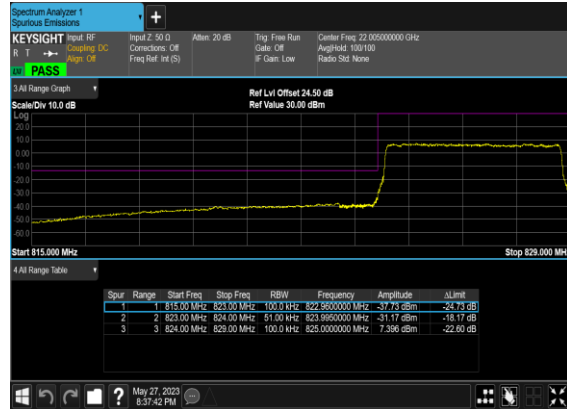 Spectrum Analyzer 1
Spurious Emissions
KEYSIGHT Input: RF Input Z: 50 Ω Atten: 20 dB Trig: Free Run Center Freq: 22.005000000 GHz
R T Coupling: DC Corrections: Off Gate: Off Avg|Hold: 100/100
Align: Off Freq Ref: Int (S) IF Gain: Low Radio Std: None
PASS
3 All Range Graph
Ref Lvl Offset 24.50 dB
Scale/Div 10.0 dB Ref Value 30.00 dBm
Log
20.0
10.0
0.00
-10.0
-20.0
-30.0
-40.0
-50.0
-60.0
Start 815.000 MHz Stop 829.000 MH
4 All Range Table
Spur Range Start Freq Stop Freq RBW Frequency Amplitude ΔLimit
1 1 815.00 MHz 823.00 MHz 100.0 kHz 822.9600000 MHz -37.73 dBm -24.73 dB
2 2 823.00 MHz 824.00 MHz 51.00 kHz 823.9950000 MHz -31.17 dBm -18.17 dB
3 3 824.00 MHz 829.00 MHz 100.0 kHz 825.0000000 MHz 7.396 dBm -22.60 dB
? May 27, 2023
8:37:42 PM